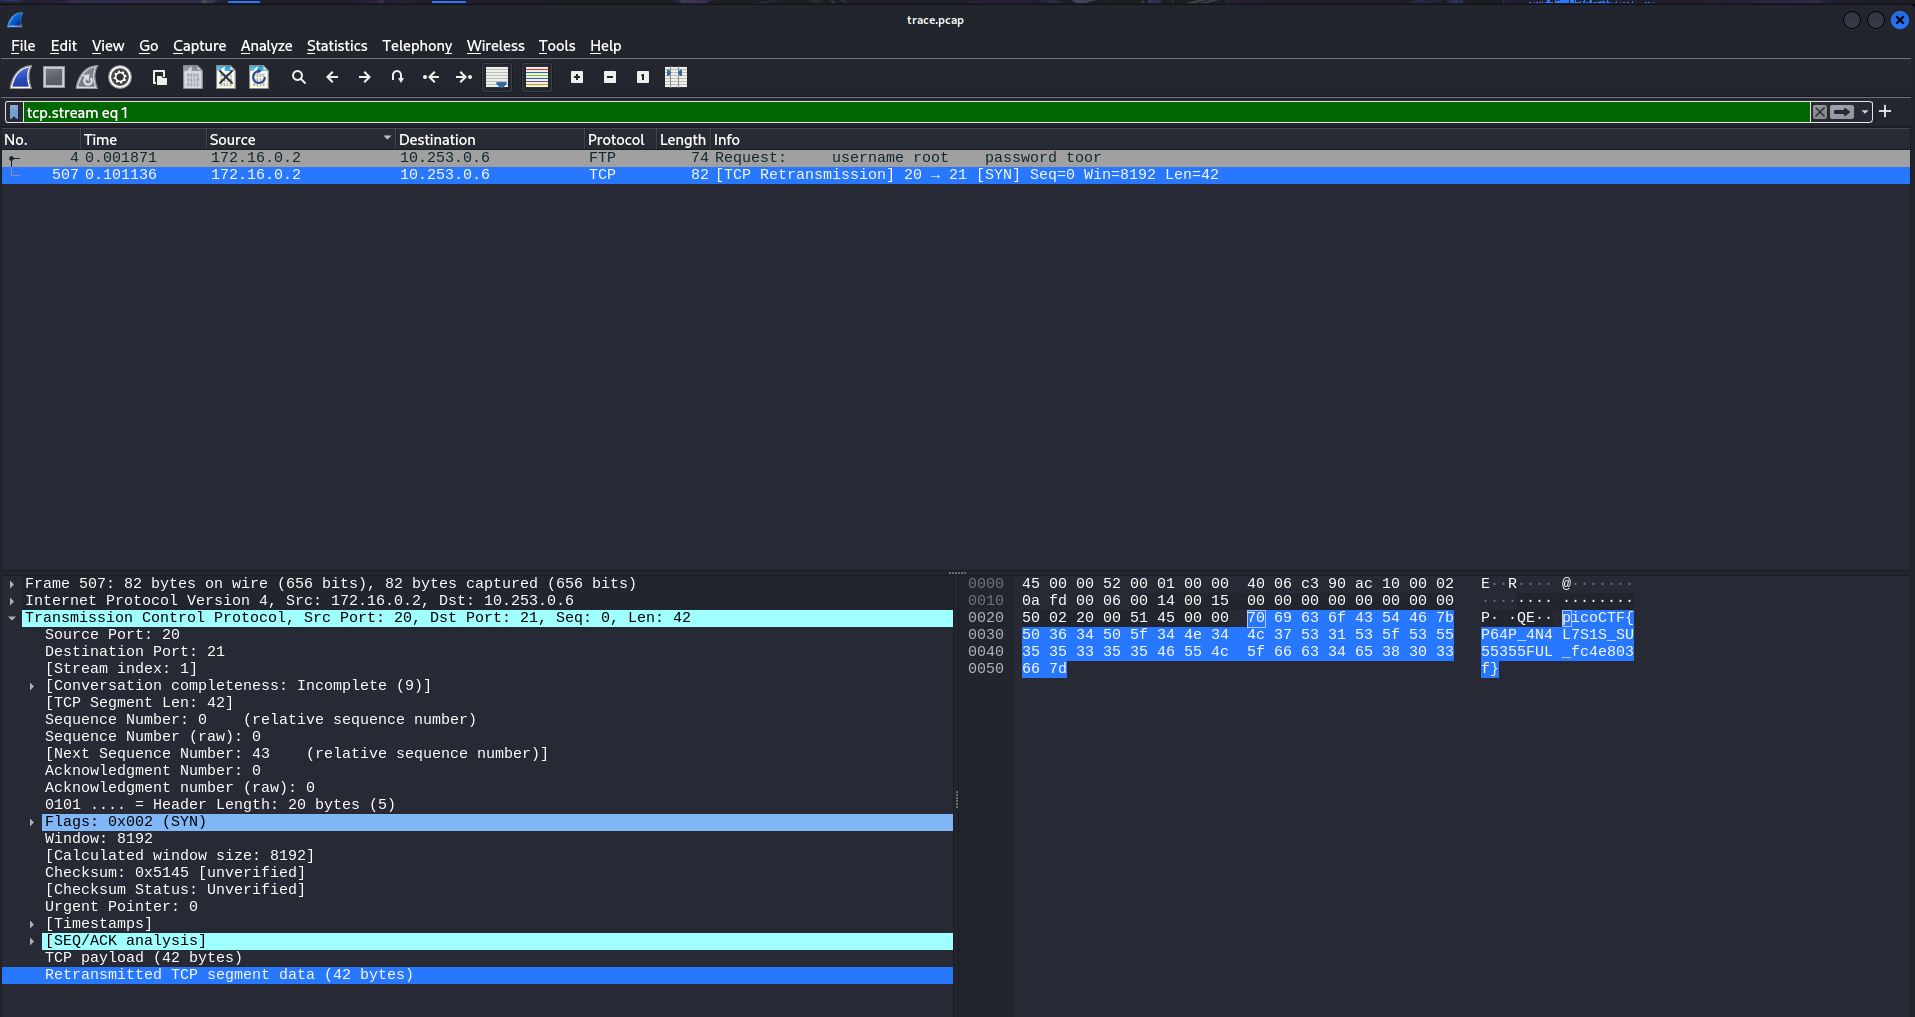 trace.pcap
File Edit View Go Capture Analyze Statistics Telephony Wireless Tools Help
tcp.stream eq 1
No. Time Source Destination Protocol Length Info
4 0.001871 172.16.0.2 10.253.0.6 FTP 74 Request: username root password toor
507 0.101136 172.16.0.2 10.253.0.6 TCP 82 [TCP Retransmission] 20 → 21 [SYN] Seq=0 Win=8192 Len=42
Frame 507: 82 bytes on wire (656 bits), 82 bytes captured (656 bits)
Internet Protocol Version 4, Src: 172.16.0.2, Dst: 10.253.0.6
Transmission Control Protocol, Src Port: 20, Dst Port: 21, Seq: 0, Len: 42
Source Port: 20
Destination Port: 21
[Stream index: 1]
[Conversation completeness: Incomplete (9)]
[TCP Segment Len: 42]
Sequence Number: 0 (relative sequence number)
Sequence Number (raw): 0
[Next Sequence Number: 43 (relative sequence number)]
Acknowledgment Number: 0
Acknowledgment number (raw): 0
0101 .... = Header Length: 20 bytes (5)
Flags: 0x002 (SYN)
Window: 8192
[Calculated window size: 8192]
Checksum: 0x5145 [unverified]
[Checksum Status: Unverified]
Urgent Pointer: 0
[Timestamps]
[SEQ/ACK analysis]
TCP payload (42 bytes)
Retransmitted TCP segment data (42 bytes)
0000 45 00 00 52 00 01 00 00 40 06 c3 90 ac 10 00 02 E··R···· @·······
0010 0a fd 00 06 00 14 00 15 00 00 00 00 00 00 00 00 ········ ········
0020 50 02 20 00 51 45 00 00 70 69 63 6f 43 54 46 7b P· ·QE·· picoCTF{
0030 50 36 34 50 5f 34 4e 34 4c 37 53 31 53 5f 53 55 P64P_4N4 L7S1S_SU
0040 35 35 33 35 35 46 55 4c 5f 66 63 34 65 38 30 33 55355FUL _fc4e803
0050 66 7d f}